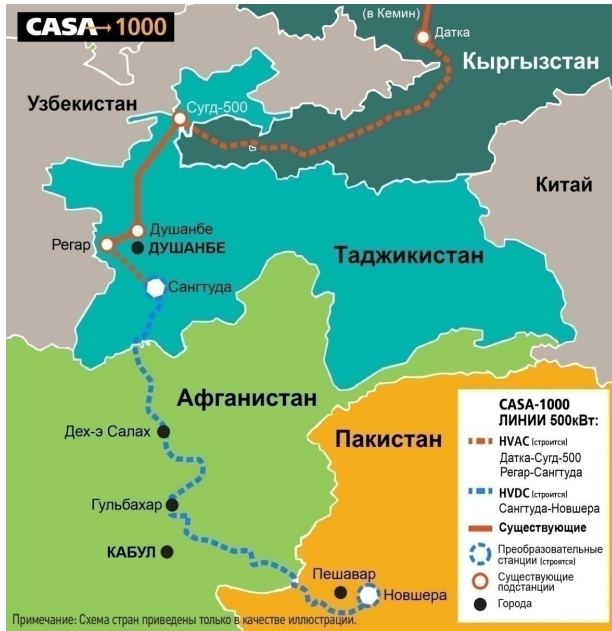 CASA 1000
(в Кемин)
Датка
Кыргызстан
Узбекистан
Сугд-500
Китай
Душанбе
Регар
ДУШАНБЕ
Таджикистан
Сангтуда
Афганистан
Дех-э Салах
Пакистан
Гульбахар
КАБУЛ
Пешавар
Новшера
CASA-1000
ЛИНИИ 500кВт:
HVAC (строится)
Датка-Сугд-500
Регар-Сангтуда
HVDC (строится)
Сангтуда-Новшера
Существующие
Преобразовательные
станции (строятся)
Существующие
подстанции
Города
Примечание: Схема стран приведены только в качестве иллюстрации.